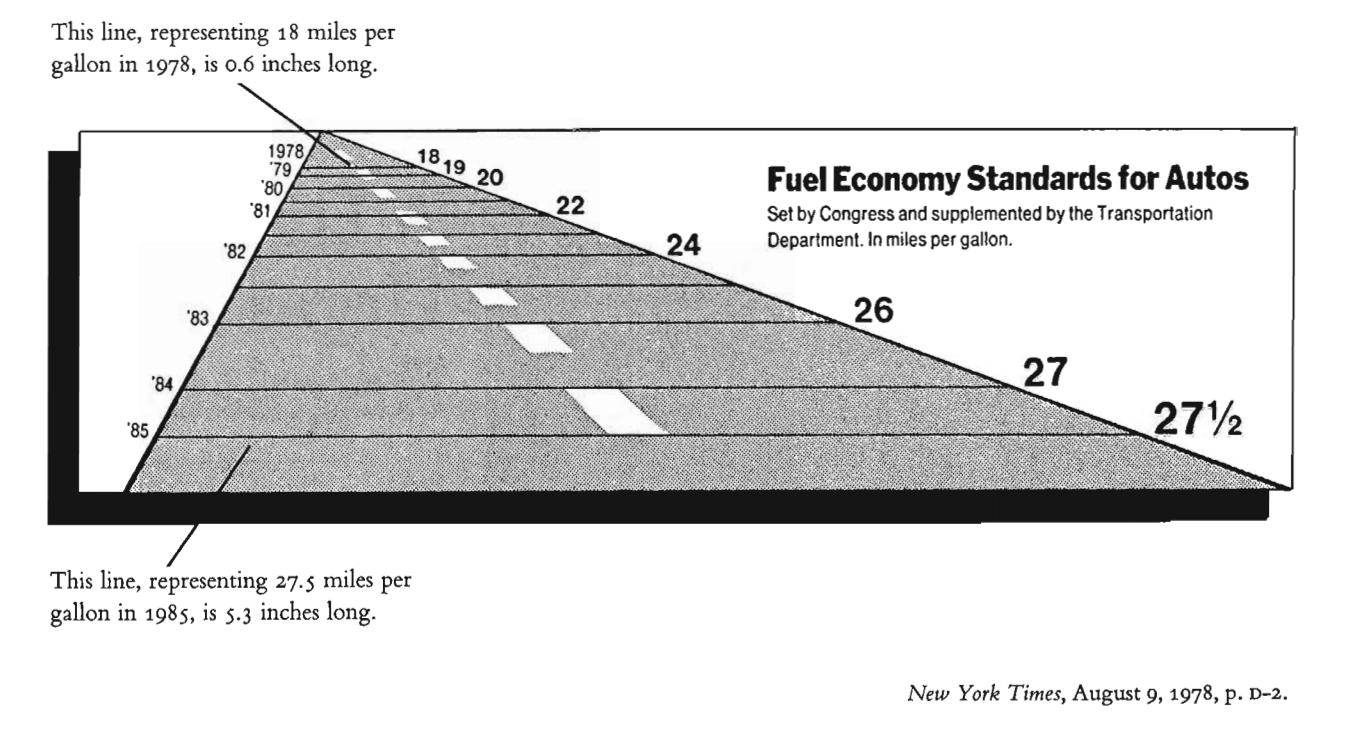 This line, representing 18 miles per
gallon in 1978, is 0.6 inches long.
1978
'79
'80
'81
'82
'83
'84
'85
18
19
20
22
24
26
27
27½
Fuel Economy Standards for Autos
Set by Congress and supplemented by the Transportation
Department. In miles per gallon.
This line, representing 27.5 miles per
gallon in 1985, is 5.3 inches long.
New York Times, August 9, 1978, p. D-2.